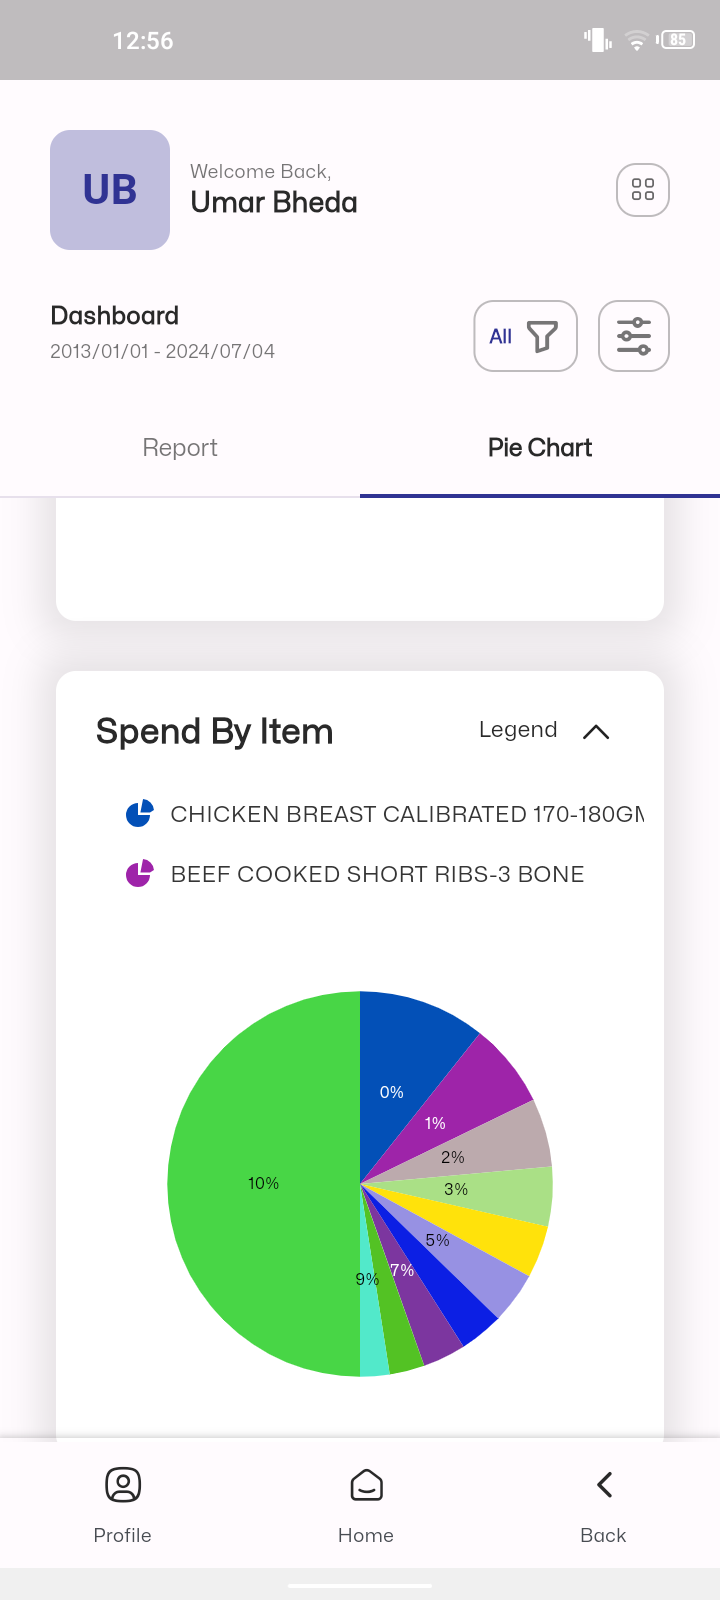 12:56
85
UB
Welcome Back,
Umar Bheda
Dashboard
2013/01/01 - 2024/07/04
All
Report
Pie Chart
Spend By Item
Legend
CHICKEN BREAST CALIBRATED 170-180GM
BEEF COOKED SHORT RIBS-3 BONE
0%
1%
2%
3%
10%
5%
7%
9%
Profile
Home
Back